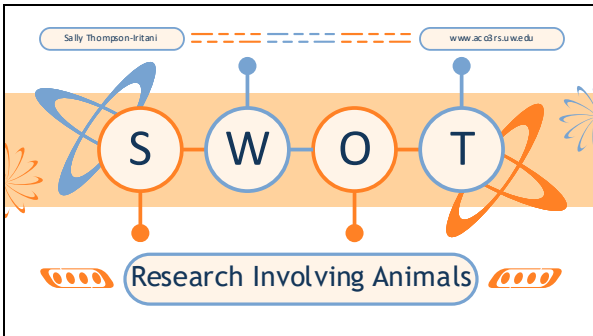 Sally Thompson-Iritani
www.aco3rs.uw.edu
S W O T
Research Involving Animals